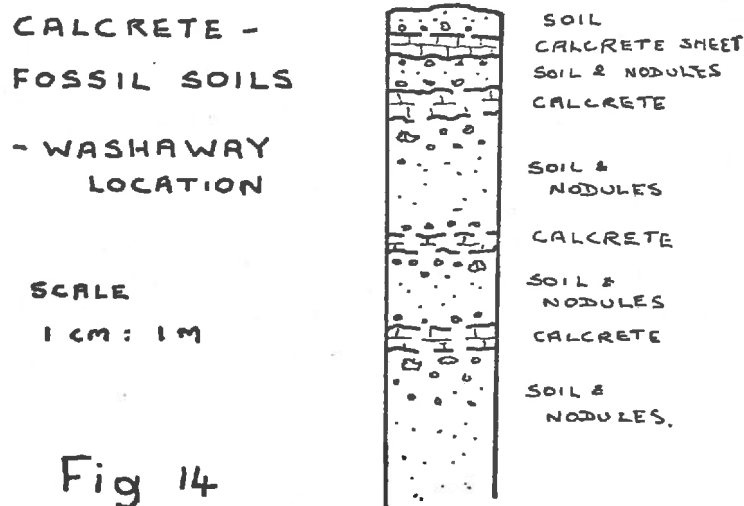 CALCRETE -
FOSSIL SOILS
- WASHAWAY
LOCATION
SCALE
1 cm : 1 M
Fig 14
SOIL
CALCRETE SHEET
SOIL & NODULES
CALCRETE
SOIL &
NODULES
CALCRETE
SOIL &
NODULES
CALCRETE
SOIL &
NODULES.